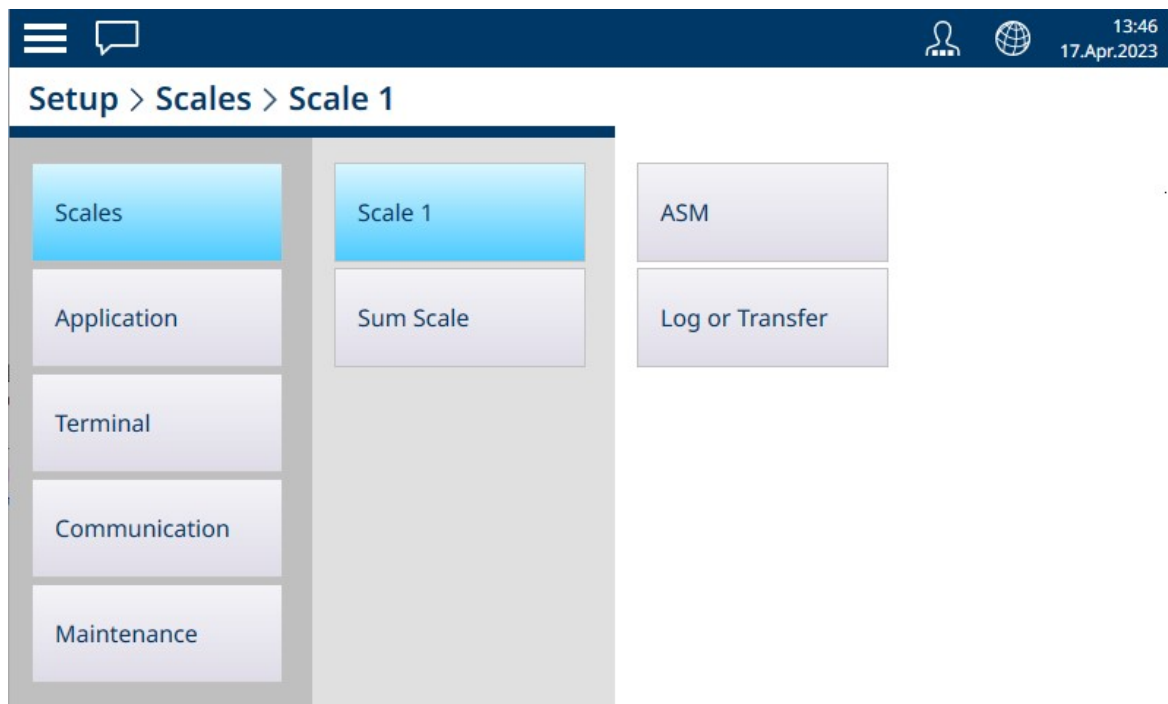 13:46
17.Apr.2023
Setup > Scales > Scale 1
Scales
Scale 1
ASM
Application
Sum Scale
Log or Transfer
Terminal
Communication
Maintenance